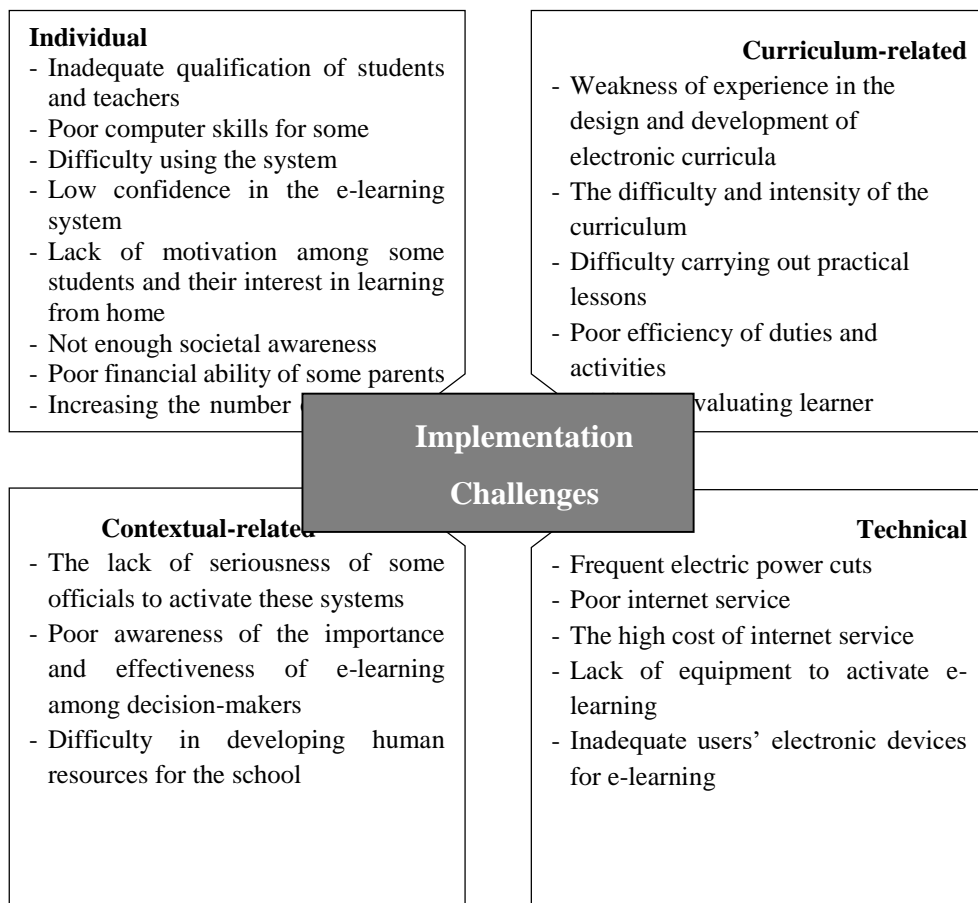 Individual
- Inadequate qualification of students
and teachers
- Poor computer skills for some
- Difficulty using the system
- Low confidence in the e-learning
system
- Lack of motivation among some
students and their interest in learning
from home
- Not enough societal awareness
- Poor financial ability of some parents
- Increasing the number
Curriculum-related
- Weakness of experience in the
design and development of
electronic curricula
- The difficulty and intensity of the
curriculum
- Difficulty carrying out practical
lessons
- Poor efficiency of duties and
activities
learner
Implementation
Challenges
Contextual-related
- The lack of seriousness of some
officials to activate these systems
- Poor awareness of the importance
and effectiveness of e-learning
among decision-makers
- Difficulty in developing human
resources for the school
Technical
- Frequent electric power cuts
- Poor internet service
- The high cost of internet service
- Lack of equipment to activate e-
learning
- Inadequate users’ electronic devices
for e-learning